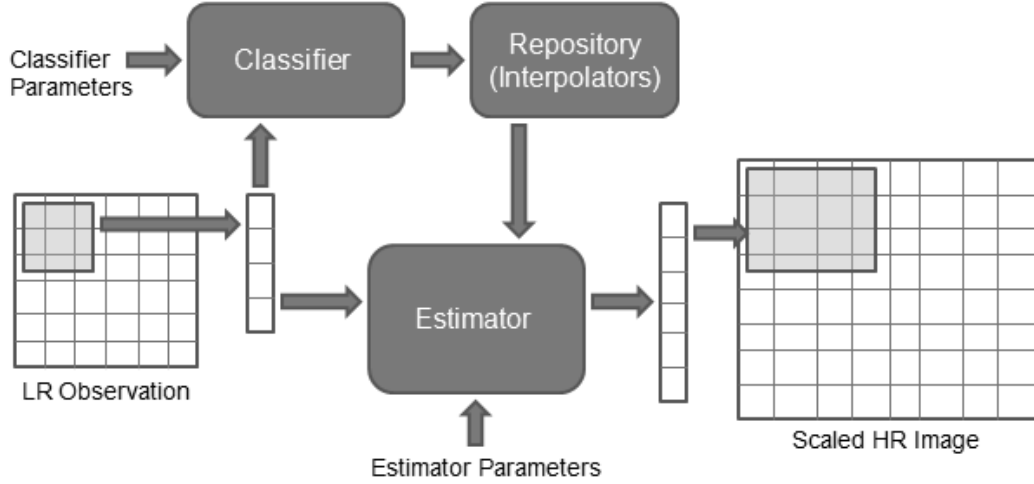 Classifier
Parameters
Classifier
Repository
(Interpolators)
LR Observation
Estimator
Estimator Parameters
Scaled HR Image